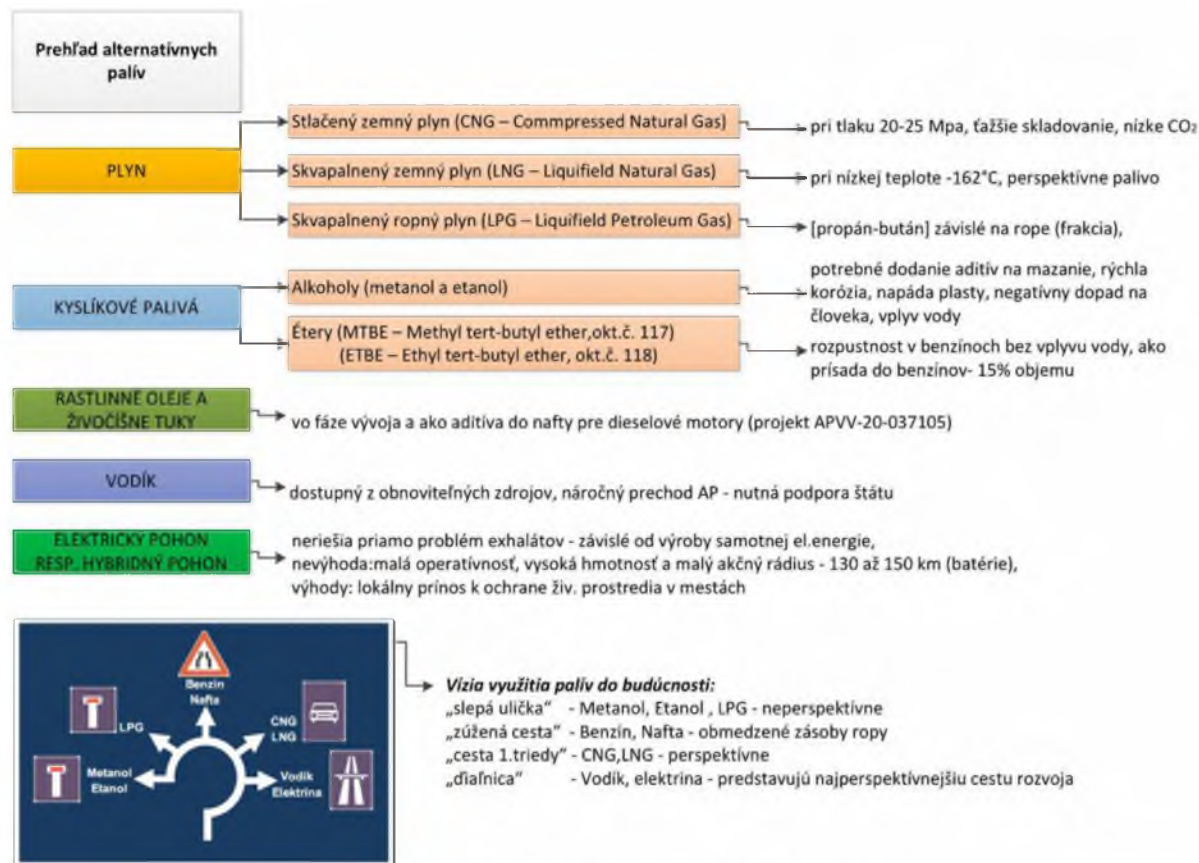 Prehľad alternatívnych
palív
PLYN
Stlačený zemný plyn (CNG – Commpressed Natural Gas)
pri tlaku 20-25 Mpa, ťažšie skladovanie, nízke CO₂
Skvapalnený zemný plyn (LNG – Liquifield Natural Gas)
pri nízkej teplote -162°C, perspektívne palivo
Skvapalnený ropný plyn (LPG – Liquifield Petroleum Gas)
[propán-bután] závislé na rope (frakcia),
KYSLÍKOVÉ PALIVÁ
Alkoholy (metanol a etanol)
potrebné dodanie aditív na mazanie, rýchla
korózia, napáda plasty, negatívny dopad na
človeka, vplyv vody
Étery (MTBE – Methyl tert-butyl ether,okt.č. 117)
(ETBE – Ethyl tert-butyl ether, okt.č. 118)
rozpustnost v benzínoch bez vplyvu vody, ako
prísada do benzínov- 15% objemu
RASTLINNÉ OLEJE A
ŽIVOČÍŠNE TUKY
vo fáze vývoja a ako aditíva do nafty pre dieselové motory (projekt APVV-20-037105)
VODÍK
dostupný z obnoviteľných zdrojov, náročný prechod AP - nutná podpora štátu
ELEKTRICKÝ POHON
RESP. HYBRIDNÝ POHON
neriešia priamo problém exhalátov - závislé od výroby samotnej el.energie,
nevýhoda:malá operatívnosť, vysoká hmotnosť a malý akčný rádius - 130 až 150 km (batérie),
výhody: lokálny prínos k ochrane živ. prostredia v mestách
Benzín
Nafta
LPG
CNG
LNG
Metanol
Etanol
Vodík
Elektrina
Vízia využitia palív do budúcnosti:
„slepá ulička“ - Metanol, Etanol , LPG - neperspektívne
„zúžená cesta“ - Benzín, Nafta - obmedzené zásoby ropy
„cesta 1.triedy“ - CNG,LNG - perspektívne
„diaľnica“ - Vodík, elektrina - predstavujú najperspektívnejšiu cestu rozvoja